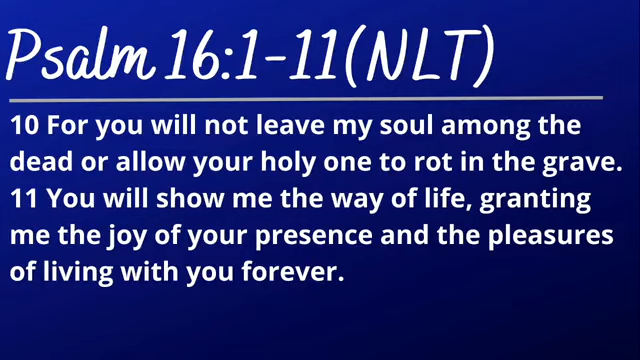 Psalm 16:1-11(NLT)
10 For you will not leave my soul among the
dead or allow your holy one to rot in the grave.
11 You will show me the way of life, granting
me the joy of your presence and the pleasures
of living with you forever.